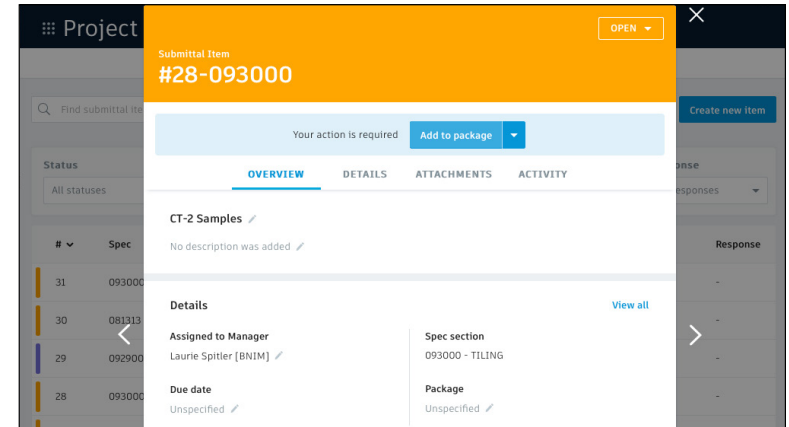 Project
OPEN
Submittal Item
#28-093000
Find submittal ite
Create new item
Your action is required
Add to package
OVERVIEW
DETAILS
ATTACHMENTS
ACTIVITY
Status
onse
All statuses
esponses
CT-2 Samples
No description was added
#
Spec
Response
31
093000
-
Details
View all
30
081313
-
Assigned to Manager
Spec section
Laurie Spitler [BNIM]
093000 - TILING
29
092900
-
Due date
Package
28
093000
-
Unspecified
Unspecified